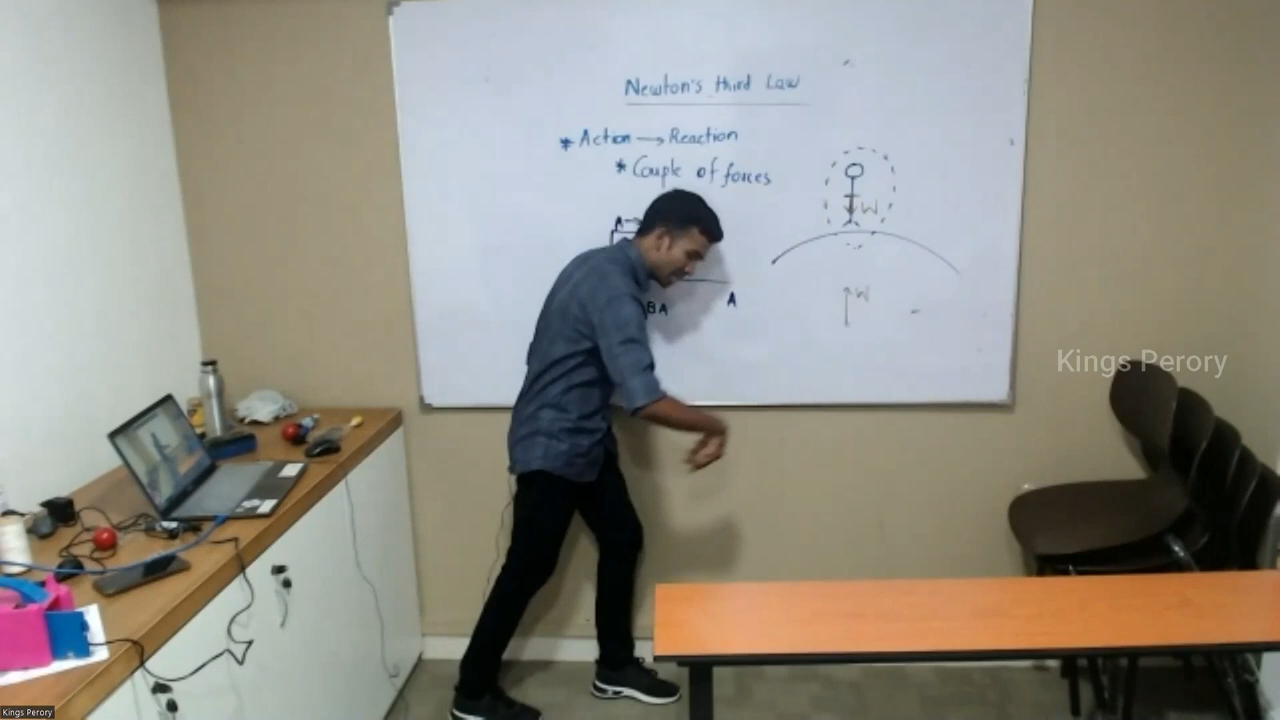 Newton's third Law
* Action → Reaction
* Couple of forces
A
W
BA
A
W
Kings Perory
Kings Perory